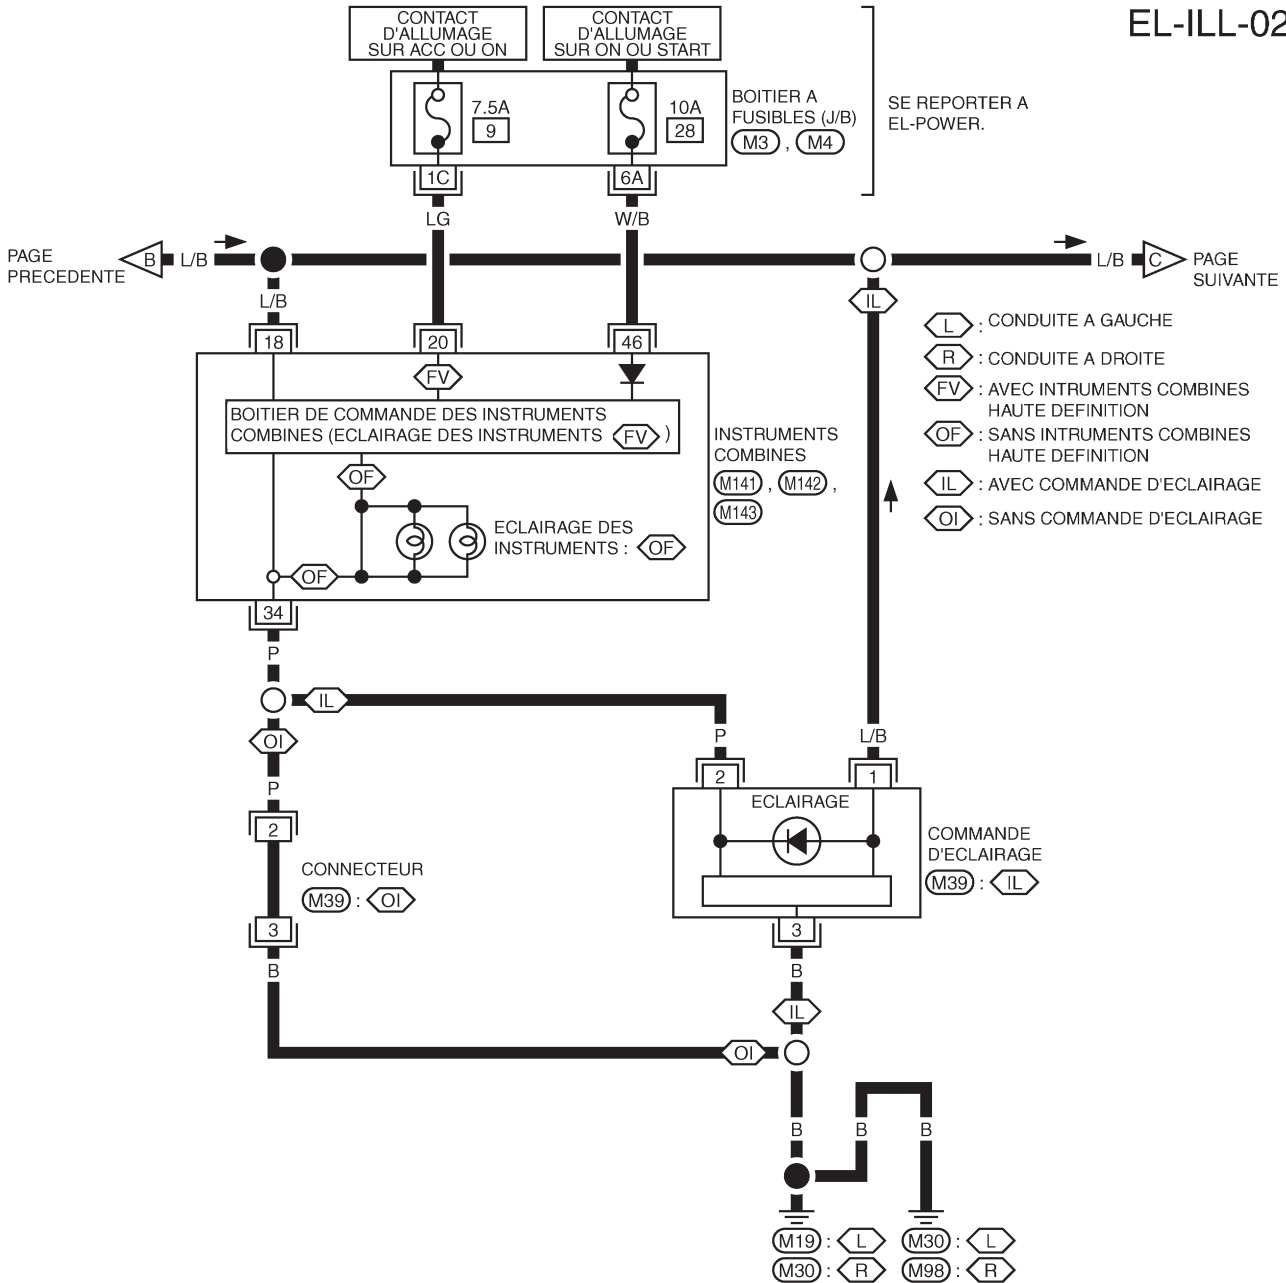 EL-ILL-02
CONTACT
D'ALLUMAGE
SUR ACC OU ON
CONTACT
D'ALLUMAGE
SUR ON OU START
7.5A
9
10A
28
BOITIER A
FUSIBLES (J/B)
M3 , M4
SE REPORTER A
EL-POWER.
1C
6A
LG
W/B
PAGE
PRECEDENTE
B
L/B
L/B
C
PAGE
SUIVANTE
L/B
IL
18
20
46
FV
BOITIER DE COMMANDE DES INSTRUMENTS
COMBINES (ECLAIRAGE DES INSTRUMENTS FV )
OF
ECLAIRAGE DES
INSTRUMENTS : OF
OF
INSTRUMENTS
COMBINES
M141 , M142 ,
M143
L : CONDUITE A GAUCHE
R : CONDUITE A DROITE
FV : AVEC INTRUMENTS COMBINES
HAUTE DEFINITION
OF : SANS INTRUMENTS COMBINES
HAUTE DEFINITION
IL : AVEC COMMANDE D'ECLAIRAGE
OI : SANS COMMANDE D'ECLAIRAGE
34
P
IL
OI
P
L/B
P
2
1
2
ECLAIRAGE
COMMANDE
D'ECLAIRAGE
M39 : IL
CONNECTEUR
M39 : OI
3
3
B
B
IL
OI
B
B
B
M19 : L
M30 : R
M30 : L
M98 : R